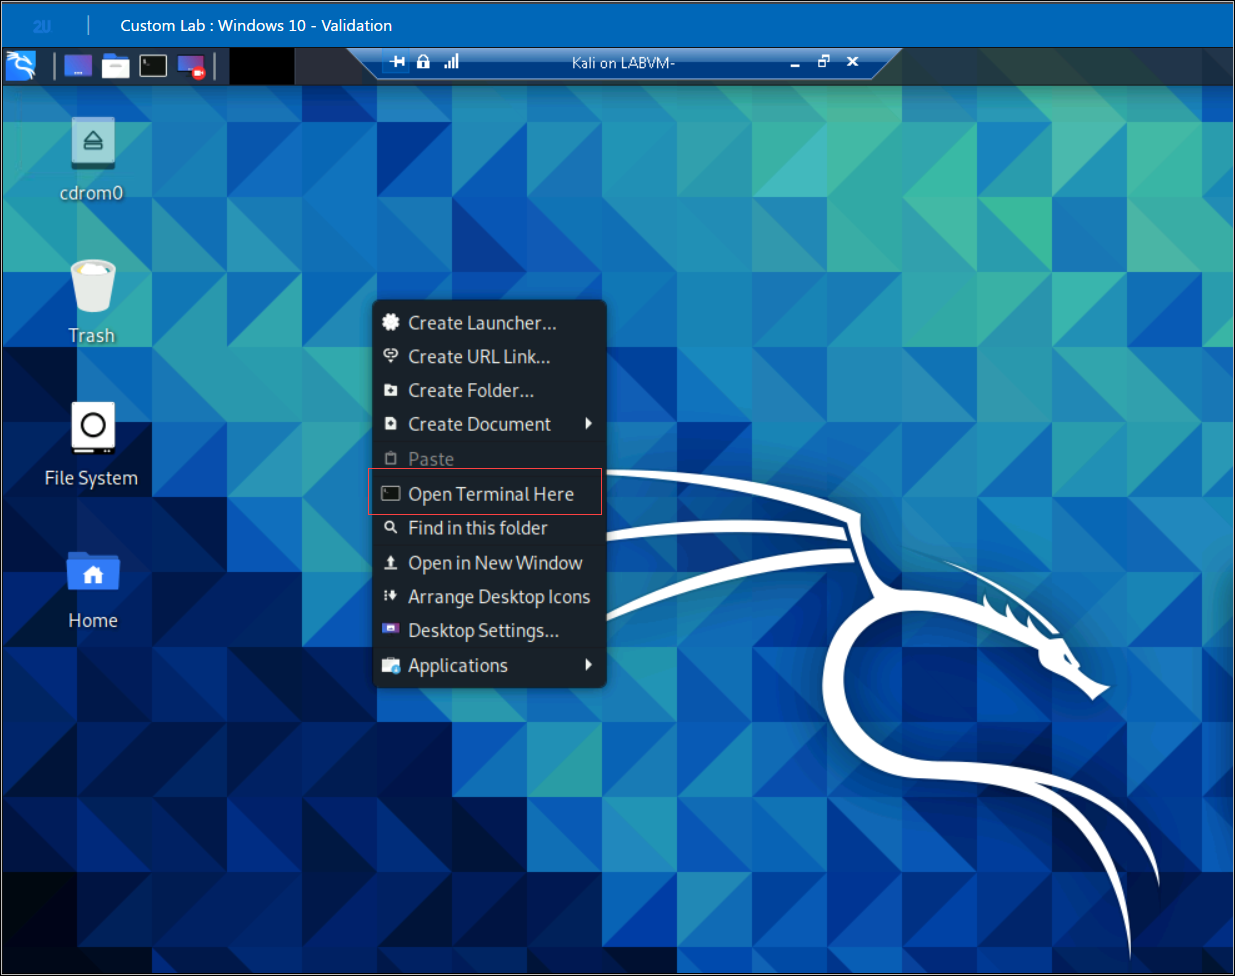 2U
Custom Lab : Windows 10 - Validation
Kali on LABVM-
cdrom0
Trash
File System
Home
Create Launcher...
Create URL Link...
Create Folder...
Create Document
Paste
Open Terminal Here
Find in this folder
Open in New Window
Arrange Desktop Icons
Desktop Settings...
Applications